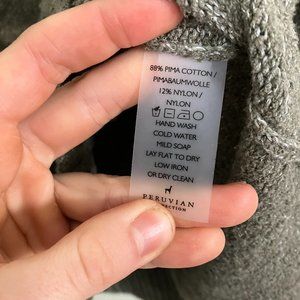 88% PIMA COTTON /
PIMABAUMWOLLE
12% NYLON /
NYLON
HAND WASH
COLD WATER
MILD SOAP
LAY FLAT TO DRY
LOW IRON
OR DRY CLEAN
PERUVIAN